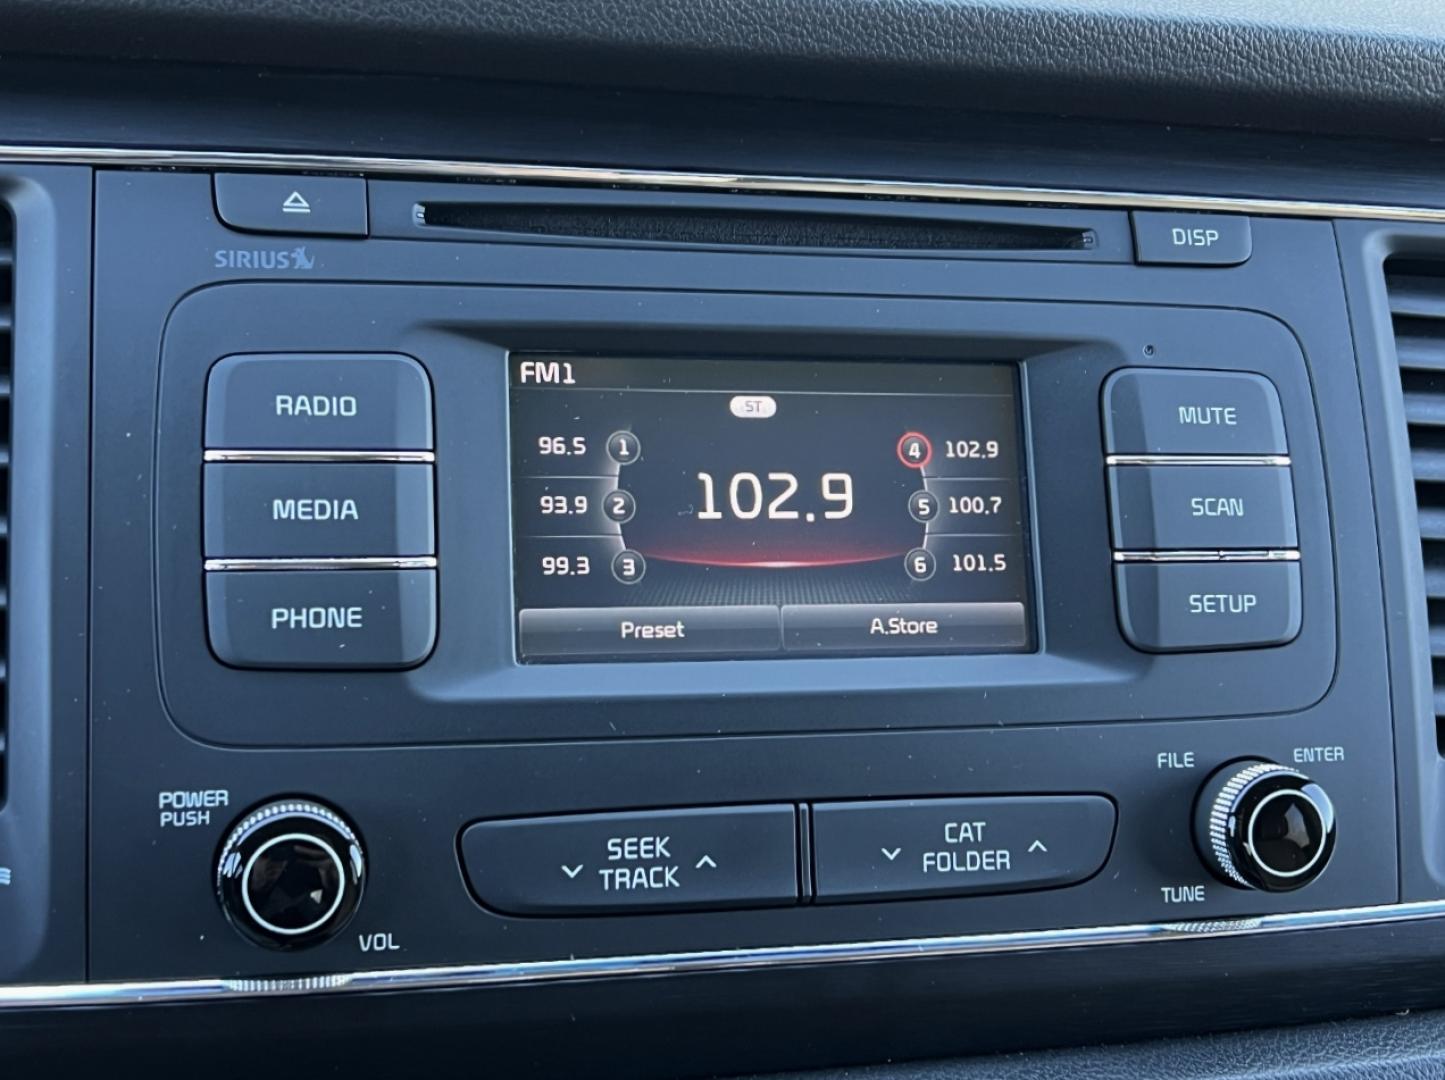 SIRIUS
DISP
RADIO
MEDIA
PHONE
FM1
ST
96.5 1
93.9 2
99.3 3
102.9
4 102.9
5 100.7
6 101.5
Preset
A.Store
MUTE
SCAN
SETUP
POWER
PUSH
VOL
SEEK
TRACK
CAT
FOLDER
FILE
ENTER
TUNE